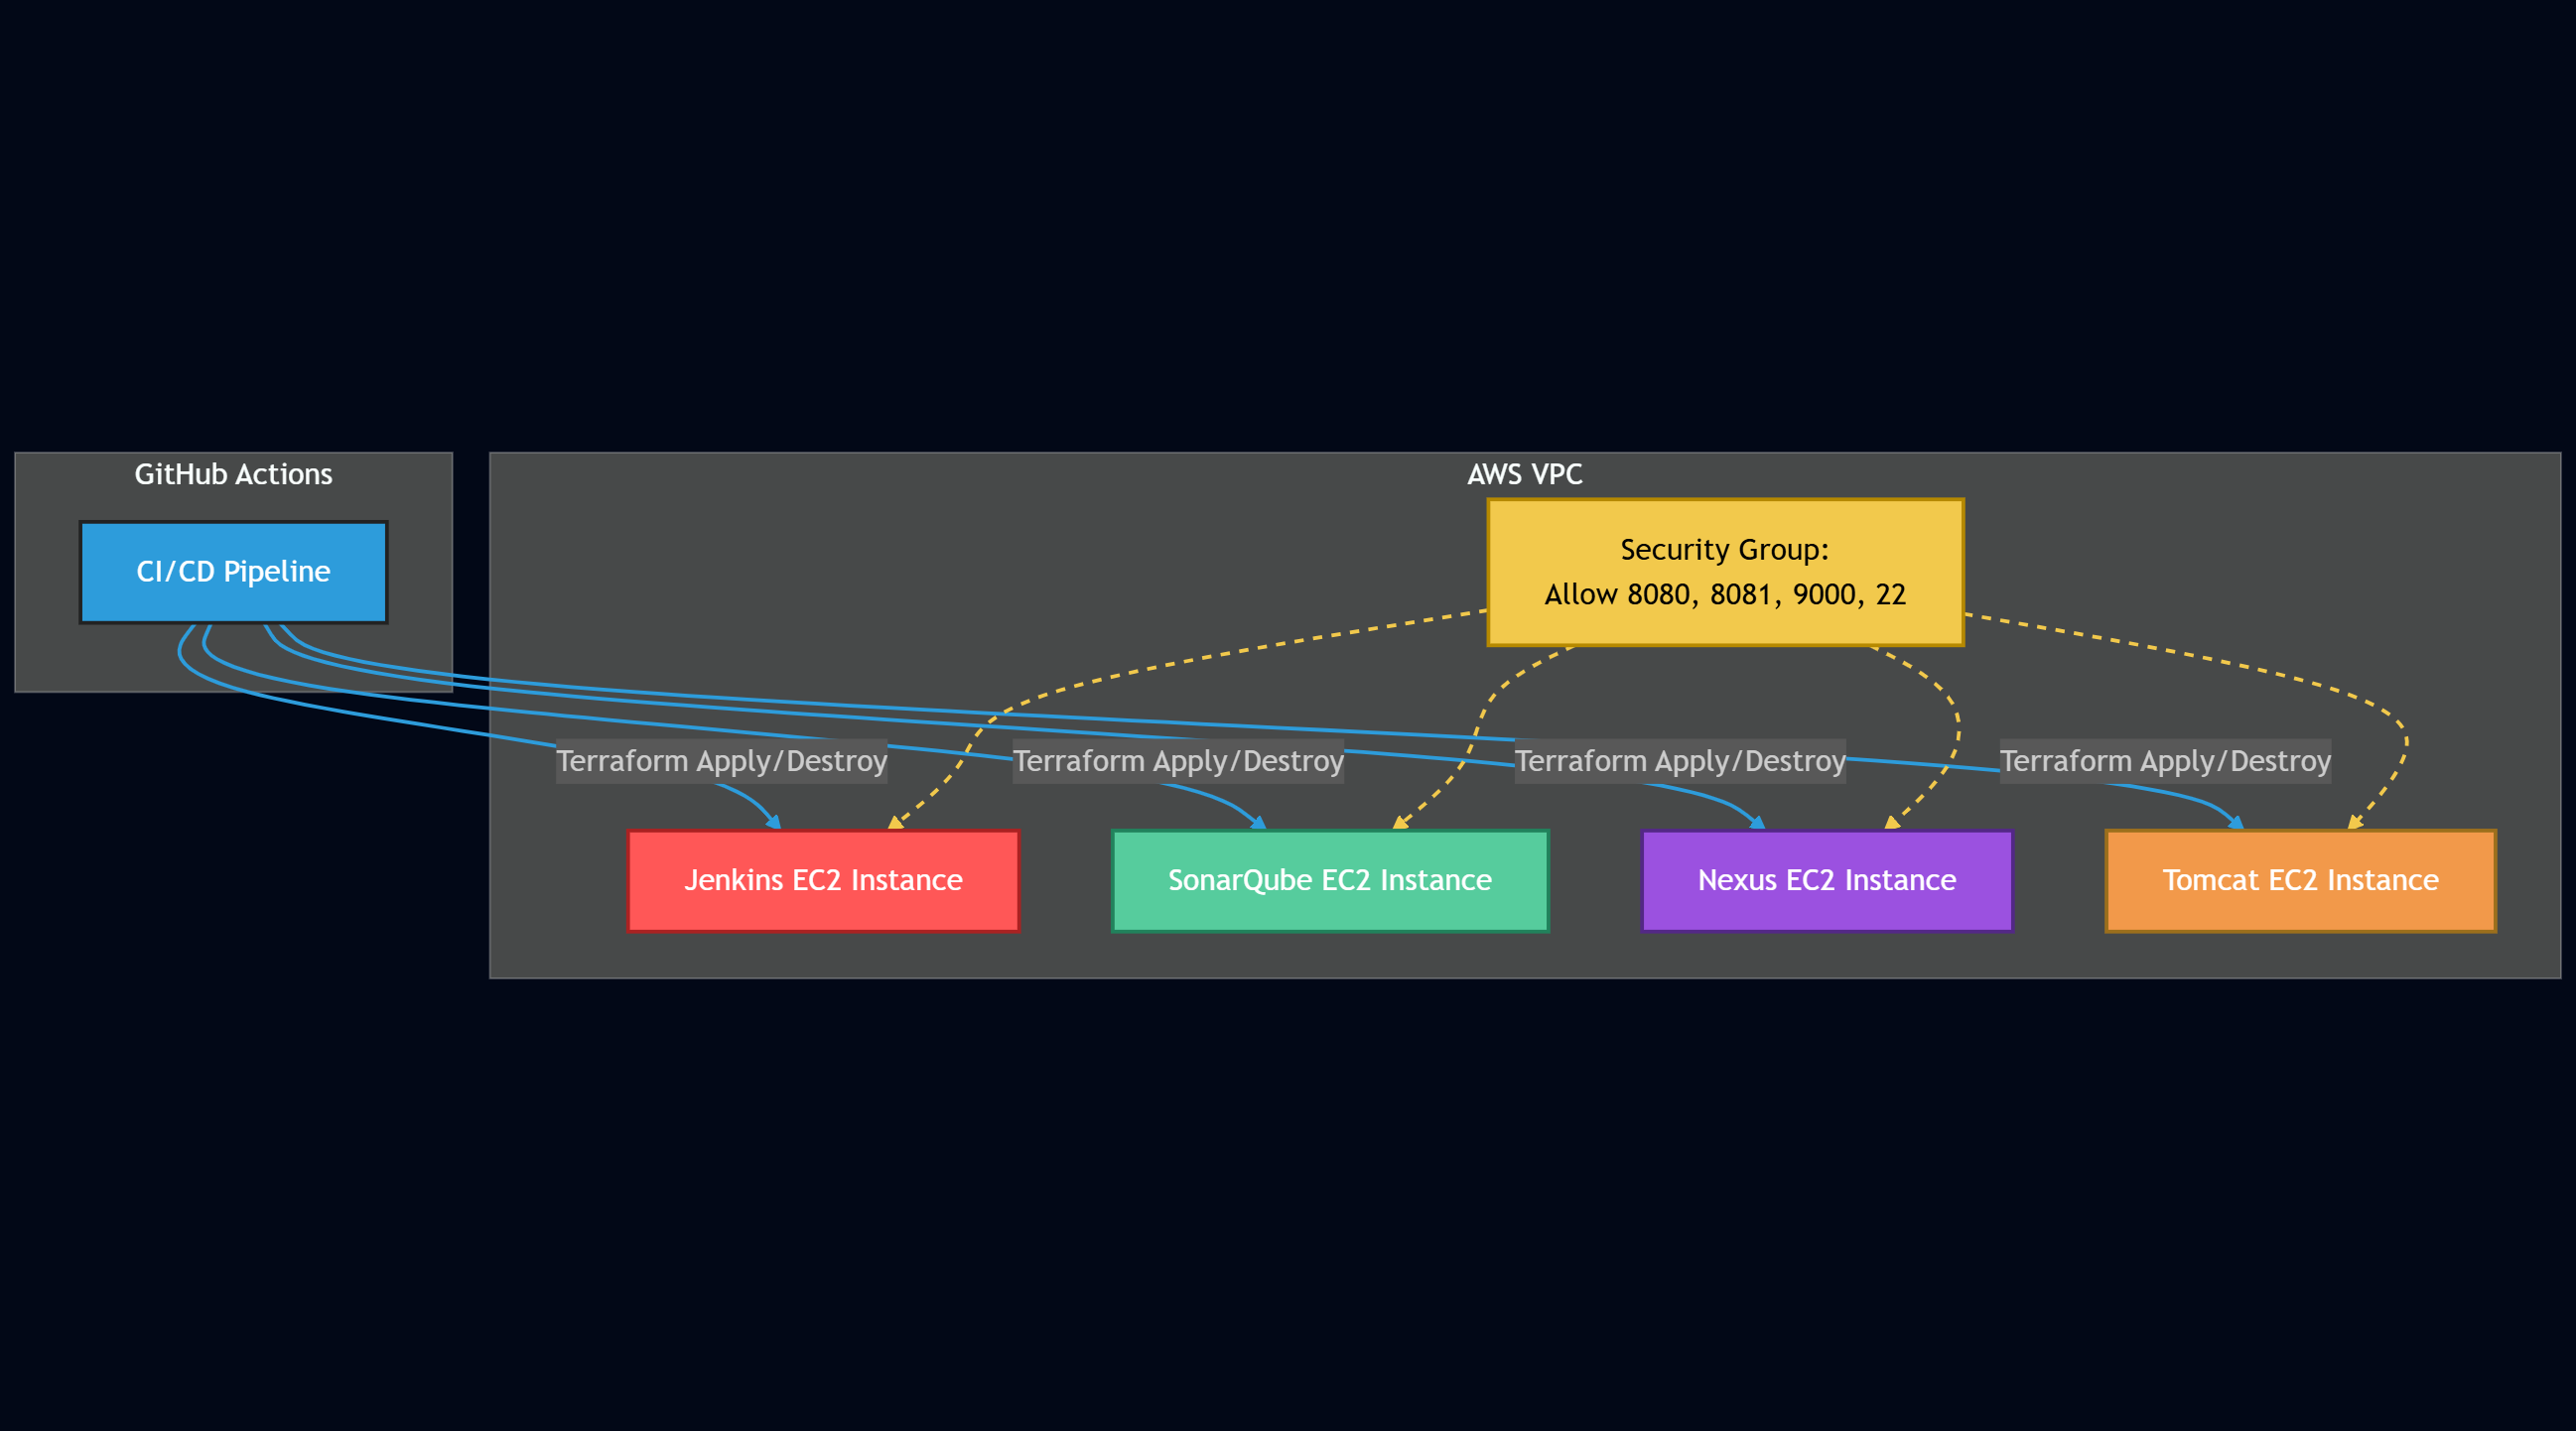 GitHub Actions
CI/CD Pipeline
AWS VPC
Security Group:
Allow 8080, 8081, 9000, 22
Terraform Apply/Destroy
Terraform Apply/Destroy
Terraform Apply/Destroy
Terraform Apply/Destroy
Jenkins EC2 Instance
SonarQube EC2 Instance
Nexus EC2 Instance
Tomcat EC2 Instance